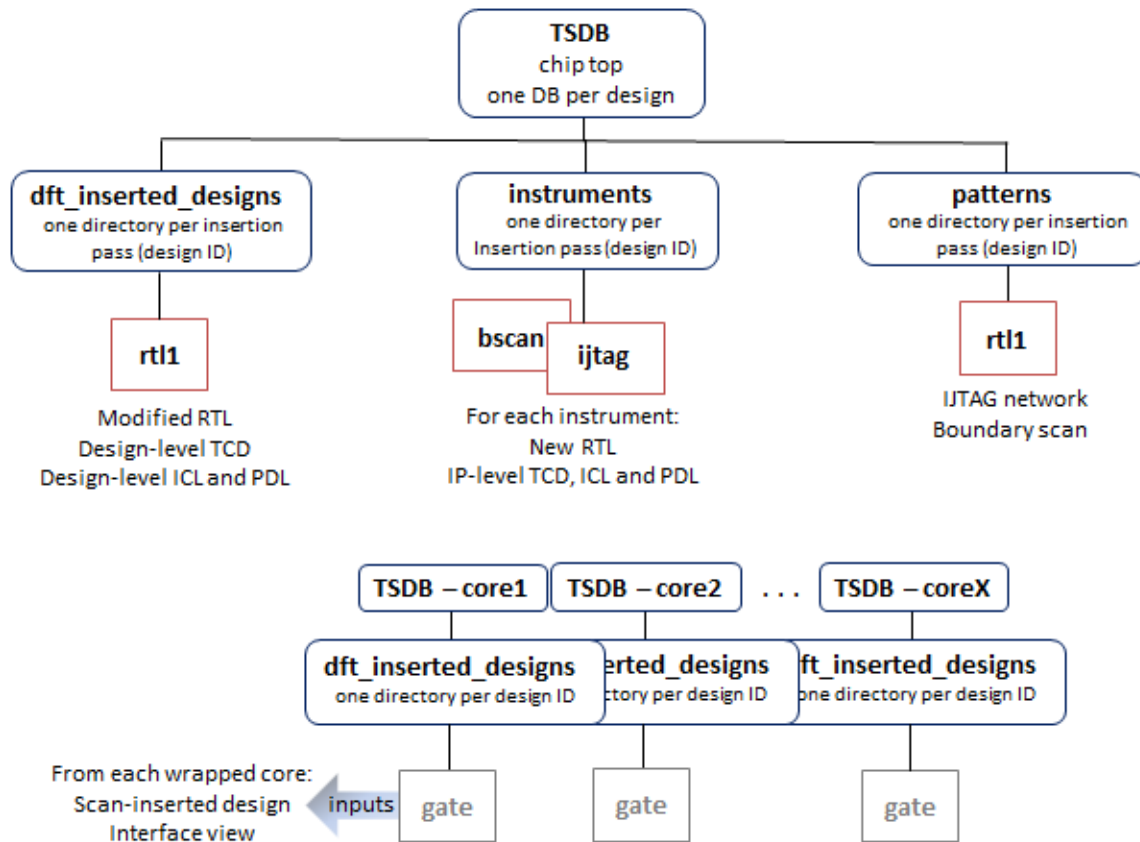 TSDB
chip top
one DB per design
dft_inserted_designs
one directory per insertion
pass (design ID)
instruments
one directory per
Insertion pass (design ID)
patterns
one directory per insertion
pass (design ID)
rtl1
bscan
ijtag
rtl1
Modified RTL
Design-level TCD
Design-level ICL and PDL
For each instrument:
New RTL
IP-level TCD, ICL and PDL
IJTAG network
Boundary scan
TSDB – core1
TSDB – core2
. . .
TSDB – coreX
dft_inserted_designs
one directory per design ID
erted_designs
ctory per design ID
ft_inserted_designs
one directory per design ID
From each wrapped core:
Scan-inserted design
Interface view
inputs
gate
gate
gate